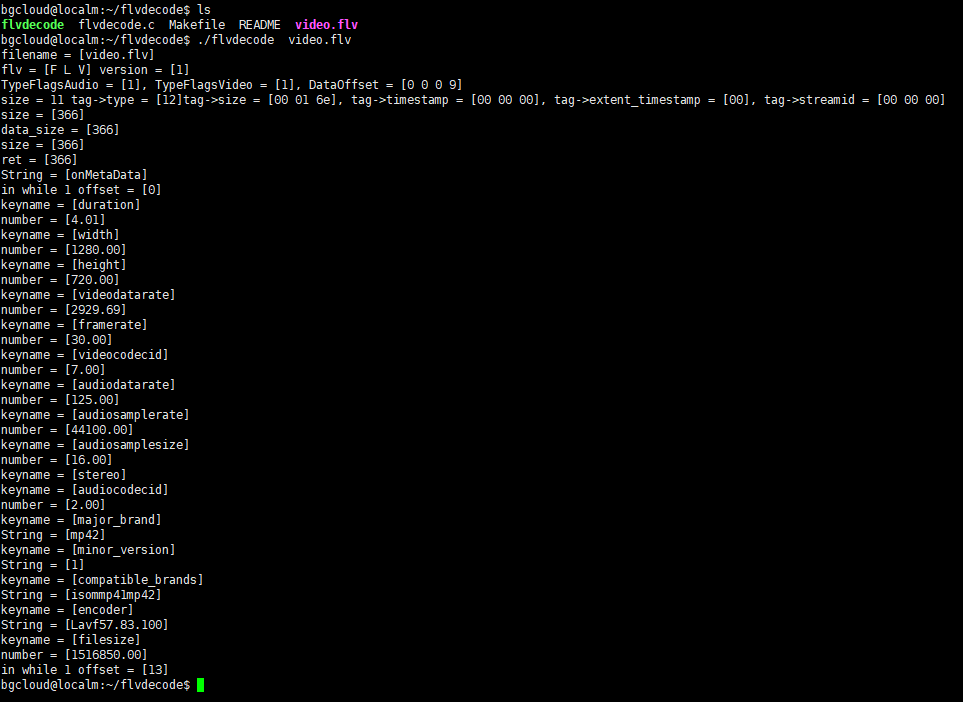 bgcloud@localm:~/flvdecode$ ls
flvdecode  flvdecode.c  Makefile  README  video.flv
bgcloud@localm:~/flvdecode$ ./flvdecode  video.flv
filename = [video.flv]
flv = [F L V] version = [1]
TypeFlagsAudio = [1], TypeFlagsVideo = [1], DataOffset = [0 0 0 9]
size = 11 tag->type = [12]tag->size = [00 01 6e], tag->timestamp = [00 00 00], tag->extent_timestamp = [00], tag->streamid = [00 00 00]
size = [366]
data_size = [366]
size = [366]
ret = [366]
String = [onMetaData]
in while 1 offset = [0]
keyname = [duration]
number = [4.01]
keyname = [width]
number = [1280.00]
keyname = [height]
number = [720.00]
keyname = [videodatarate]
number = [2929.69]
keyname = [framerate]
number = [30.00]
keyname = [videocodecid]
number = [7.00]
keyname = [audiodatarate]
number = [125.00]
keyname = [audiosamplerate]
number = [44100.00]
keyname = [audiosamplesize]
number = [16.00]
keyname = [stereo]
keyname = [audiocodecid]
number = [2.00]
keyname = [major_brand]
String = [mp42]
keyname = [minor_version]
String = [1]
keyname = [compatible_brands]
String = [isommp41mp42]
keyname = [encoder]
String = [Lavf57.83.100]
keyname = [filesize]
number = [1516850.00]
in while 1 offset = [13]
bgcloud@localm:~/flvdecode$